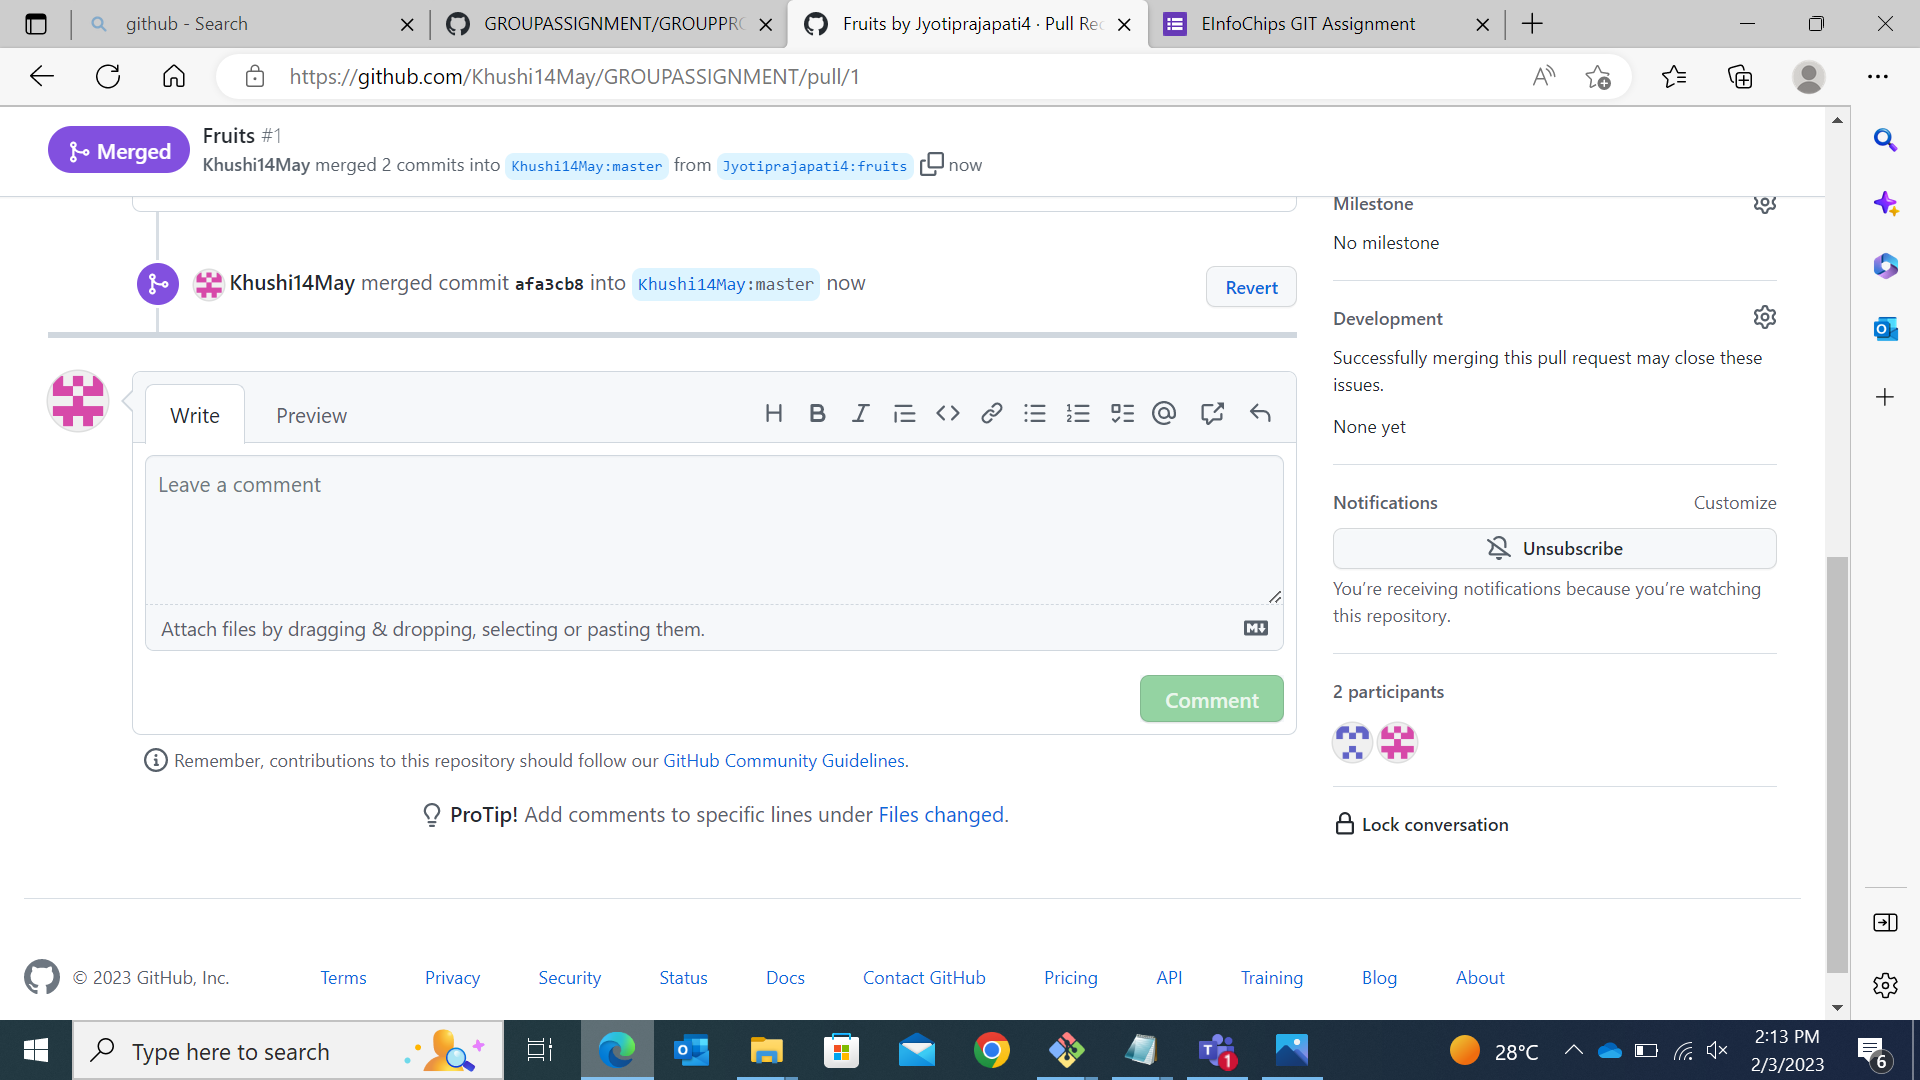 github - Search
GROUPASSIGNMENT/GROUPPRO
Fruits by Jyotiprajapati4 · Pull Rec
EInfoChips GIT Assignment
https://github.com/Khushi14May/GROUPASSIGNMENT/pull/1
Merged
Fruits #1
Khushi14May merged 2 commits into Khushi14May:master from Jyotiprajapati4:fruits now
Milestone
No milestone
Khushi14May merged commit afa3cb8 into Khushi14May:master now
Revert
Development
Successfully merging this pull request may close these
issues.
None yet
Write
Preview
Leave a comment
Attach files by dragging & dropping, selecting or pasting them.
Comment
Notifications
Customize
Unsubscribe
You’re receiving notifications because you’re watching
this repository.
2 participants
Lock conversation
Remember, contributions to this repository should follow our GitHub Community Guidelines.
ProTip! Add comments to specific lines under Files changed.
© 2023 GitHub, Inc.
Terms
Privacy
Security
Status
Docs
Contact GitHub
Pricing
API
Training
Blog
About
Type here to search
28°C
2:13 PM
2/3/2023
1
6